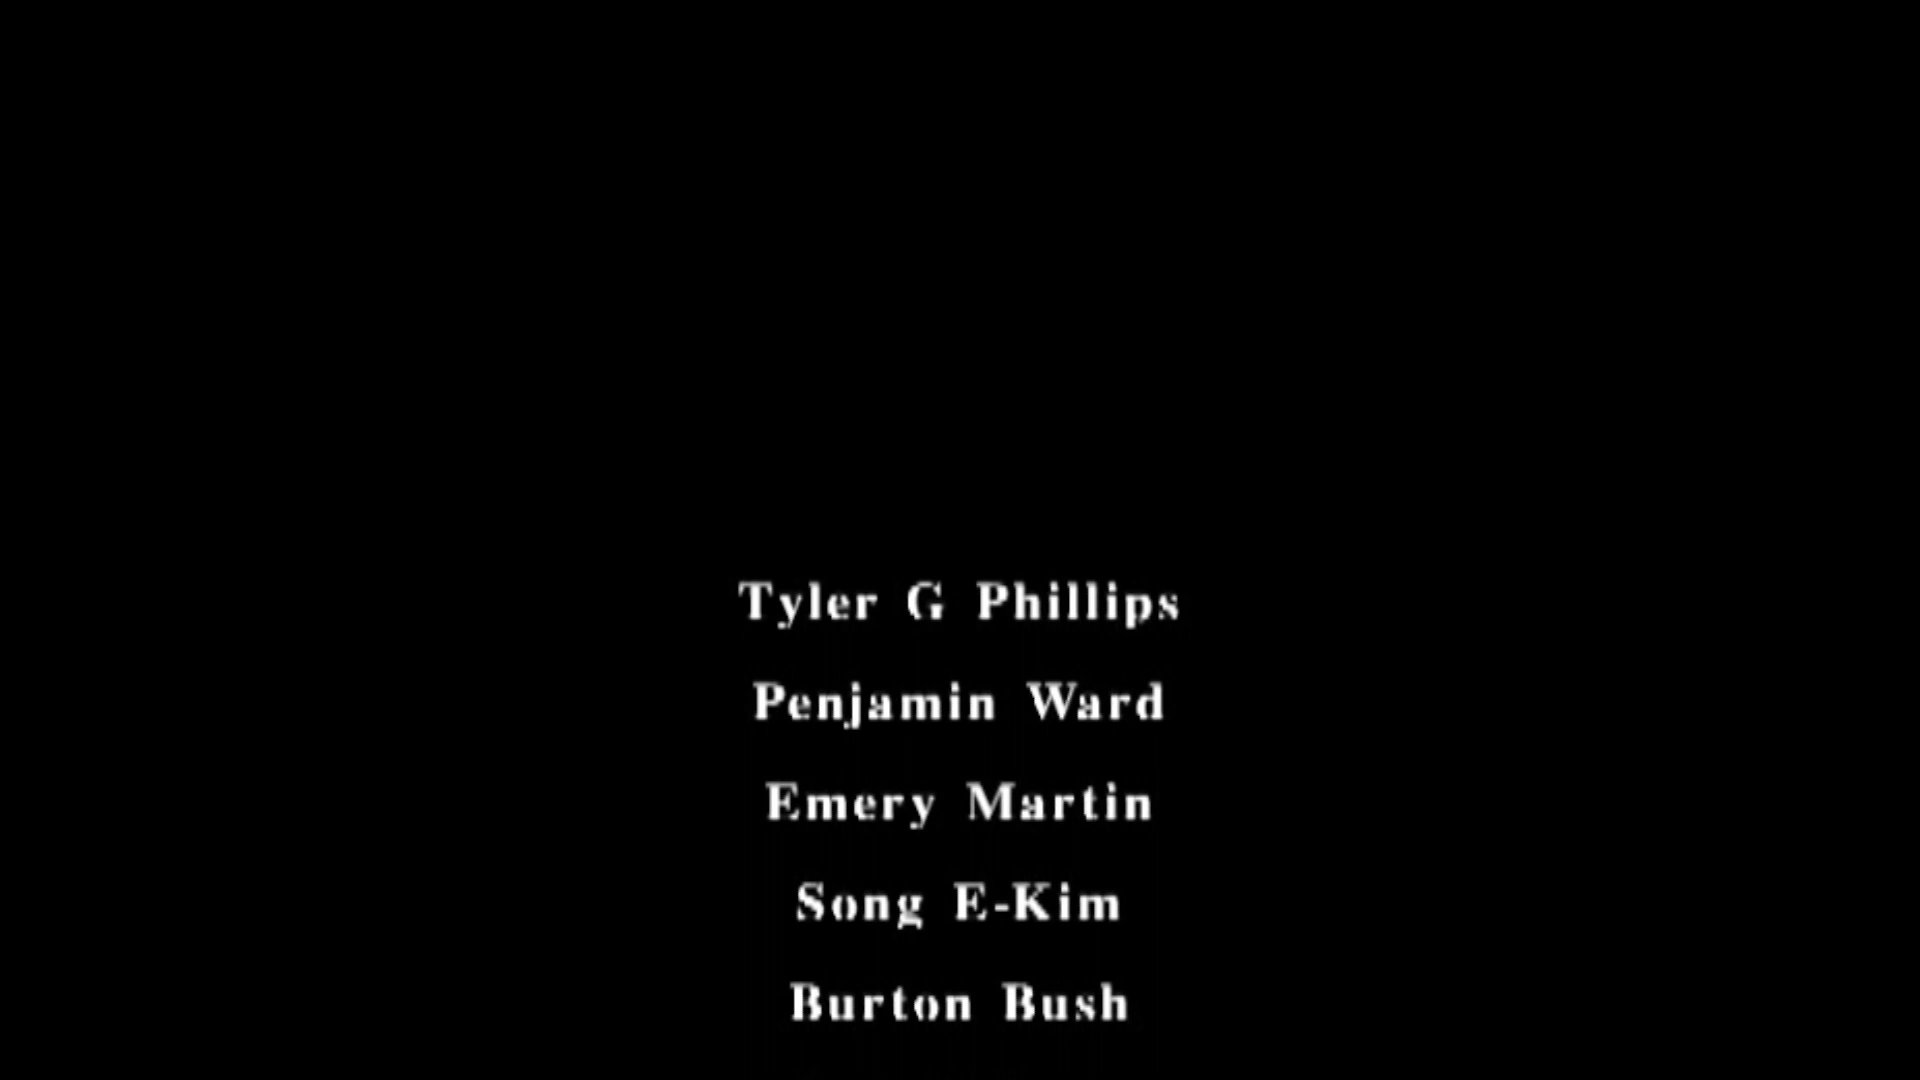 Tyler G Phillips
Penjamin Ward
Emery Martin
Song E-Kim
Burton Bush